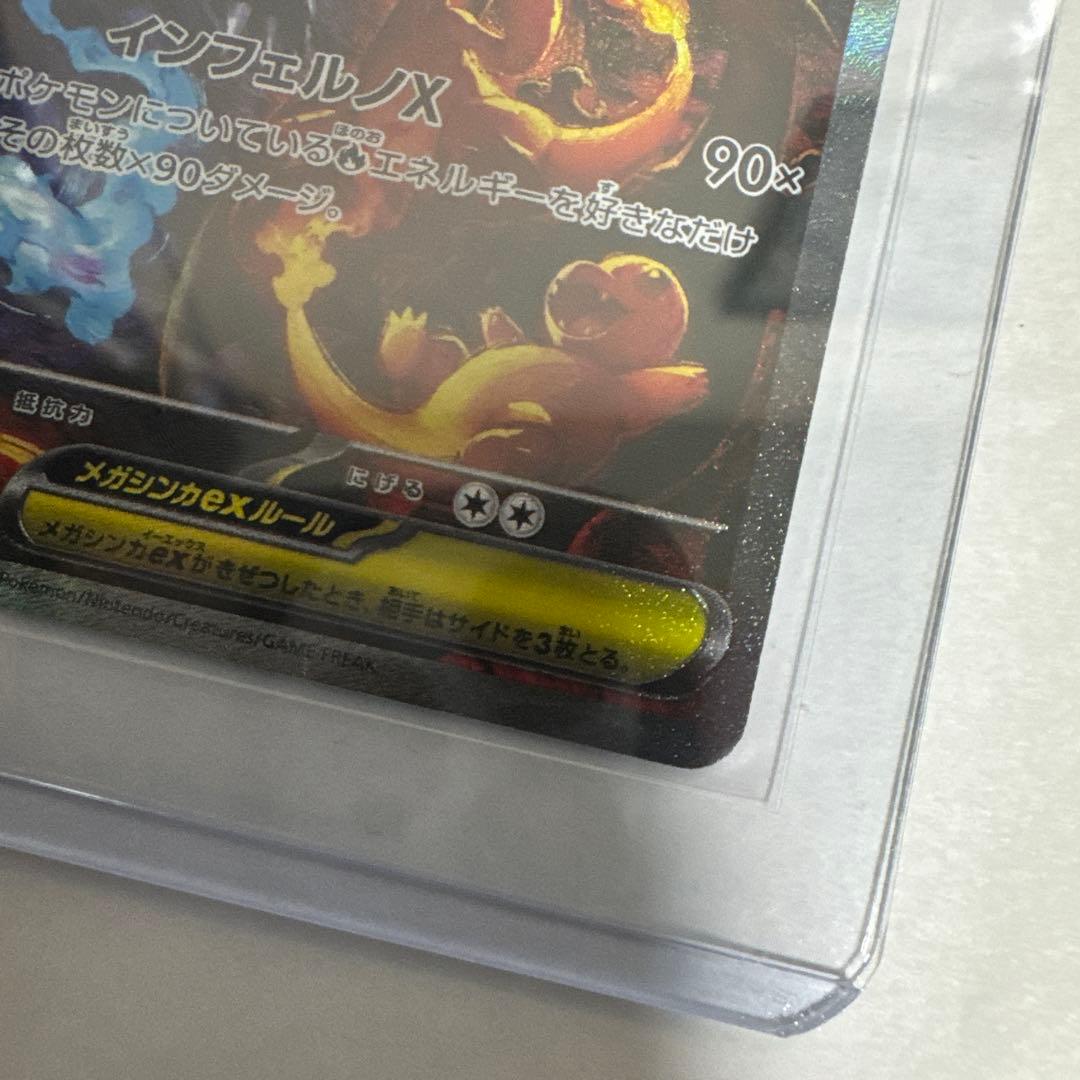 インフェルノX
90×
ポケモンについているほのおエネルギーを好きなだけ
その枚数×90ダメージ。
抵抗力
にげる
メガシンカexルール
メガシンカexがきぜつしたとき、相手はサイドを3枚とる。
Pokémon/Nintendo/Creatures/GAME FREAK